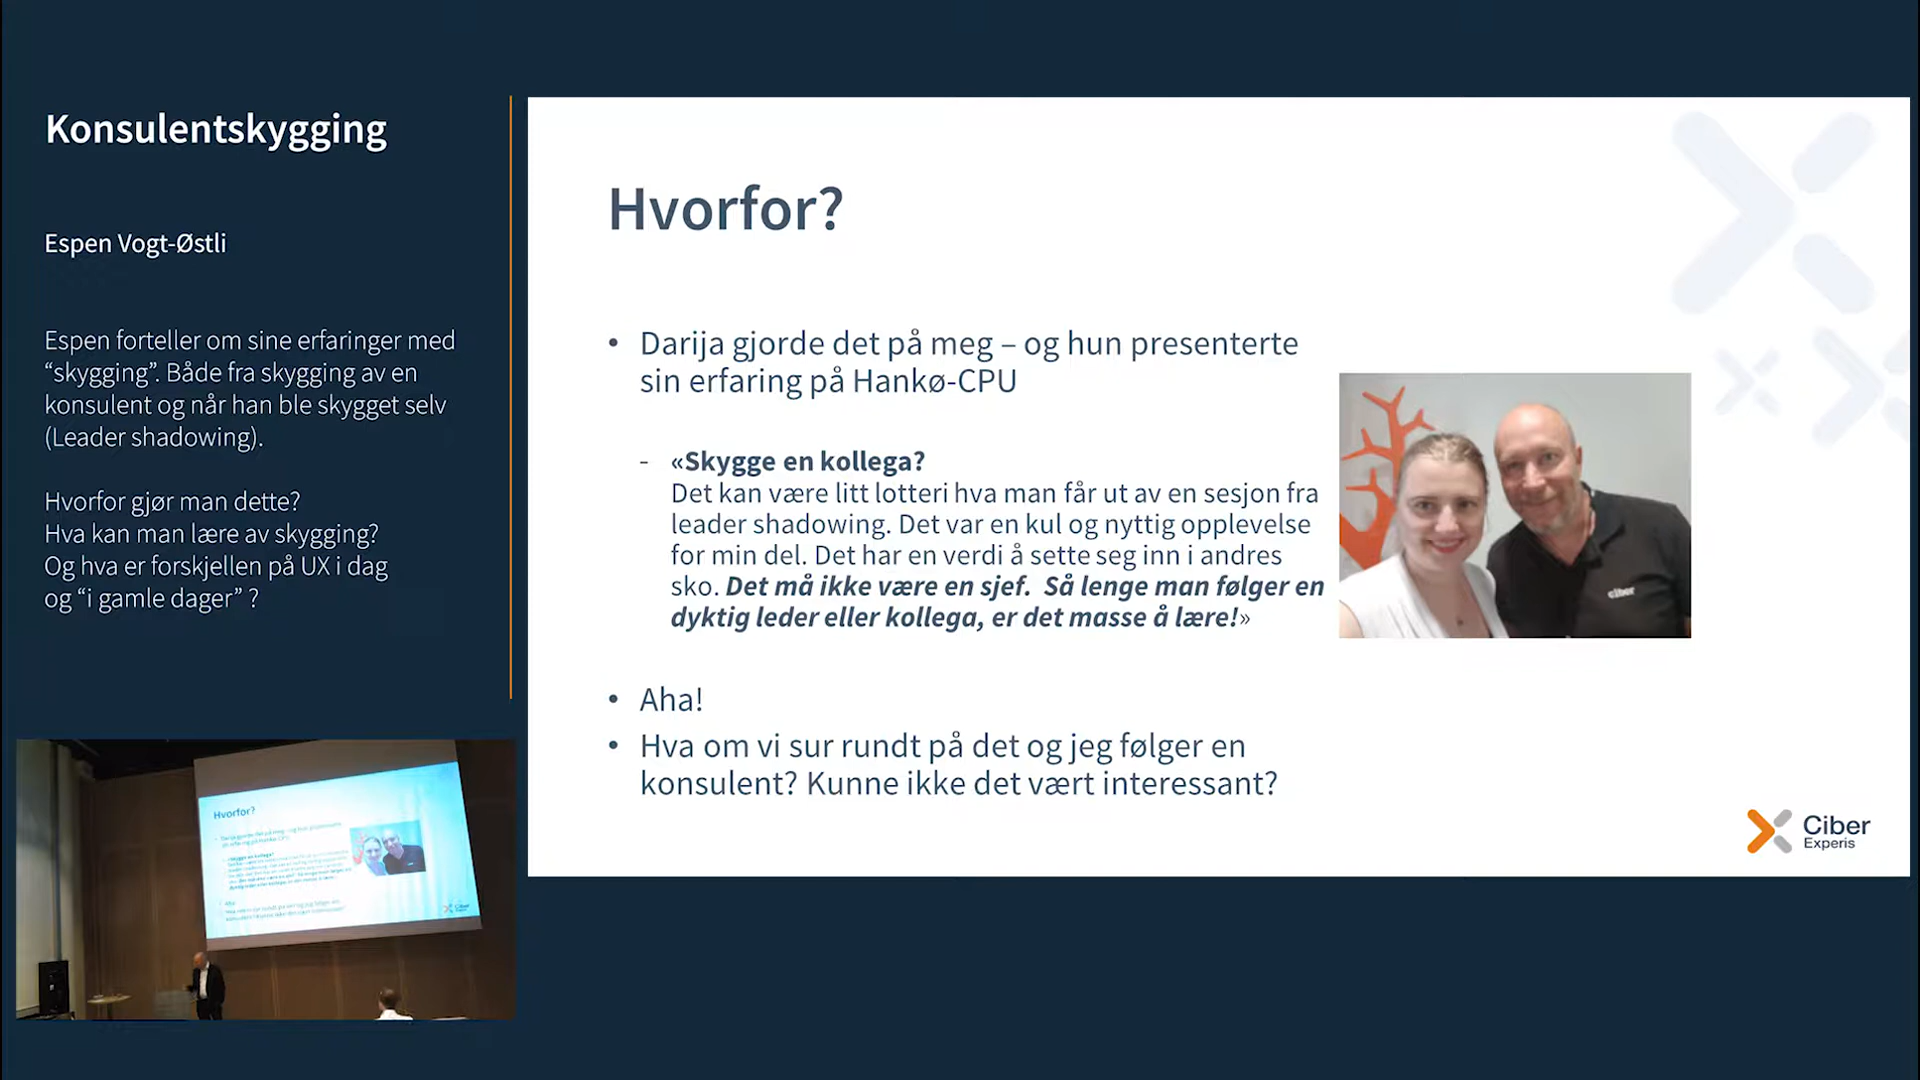 Konsulentskygging
Espen Vogt-Østli
Espen forteller om sine erfaringer med
“skygging”. Både fra skygging av en
konsulent og når han ble skygget selv
(Leader shadowing).
Hvorfor gjør man dette?
Hva kan man lære av skygging?
Og hva er forskjellen på UX i dag
og “i gamle dager” ?
Hvorfor?
• Darija gjorde det på meg – og hun presenterte
sin erfaring på Hankø-CPU
- «Skygge en kollega?
Det kan være litt lotteri hva man får ut av en sesjon fra
leader shadowing. Det var en kul og nyttig opplevelse
for min del. Det har en verdi å sette seg inn i andres
sko. Det må ikke være en sjef. Så lenge man følger en
dyktig leder eller kollega, er det masse å lære!»
• Aha!
• Hva om vi sur rundt på det og jeg følger en
konsulent? Kunne ikke det vært interessant?
ciber
Ciber
Experis
Hvorfor?